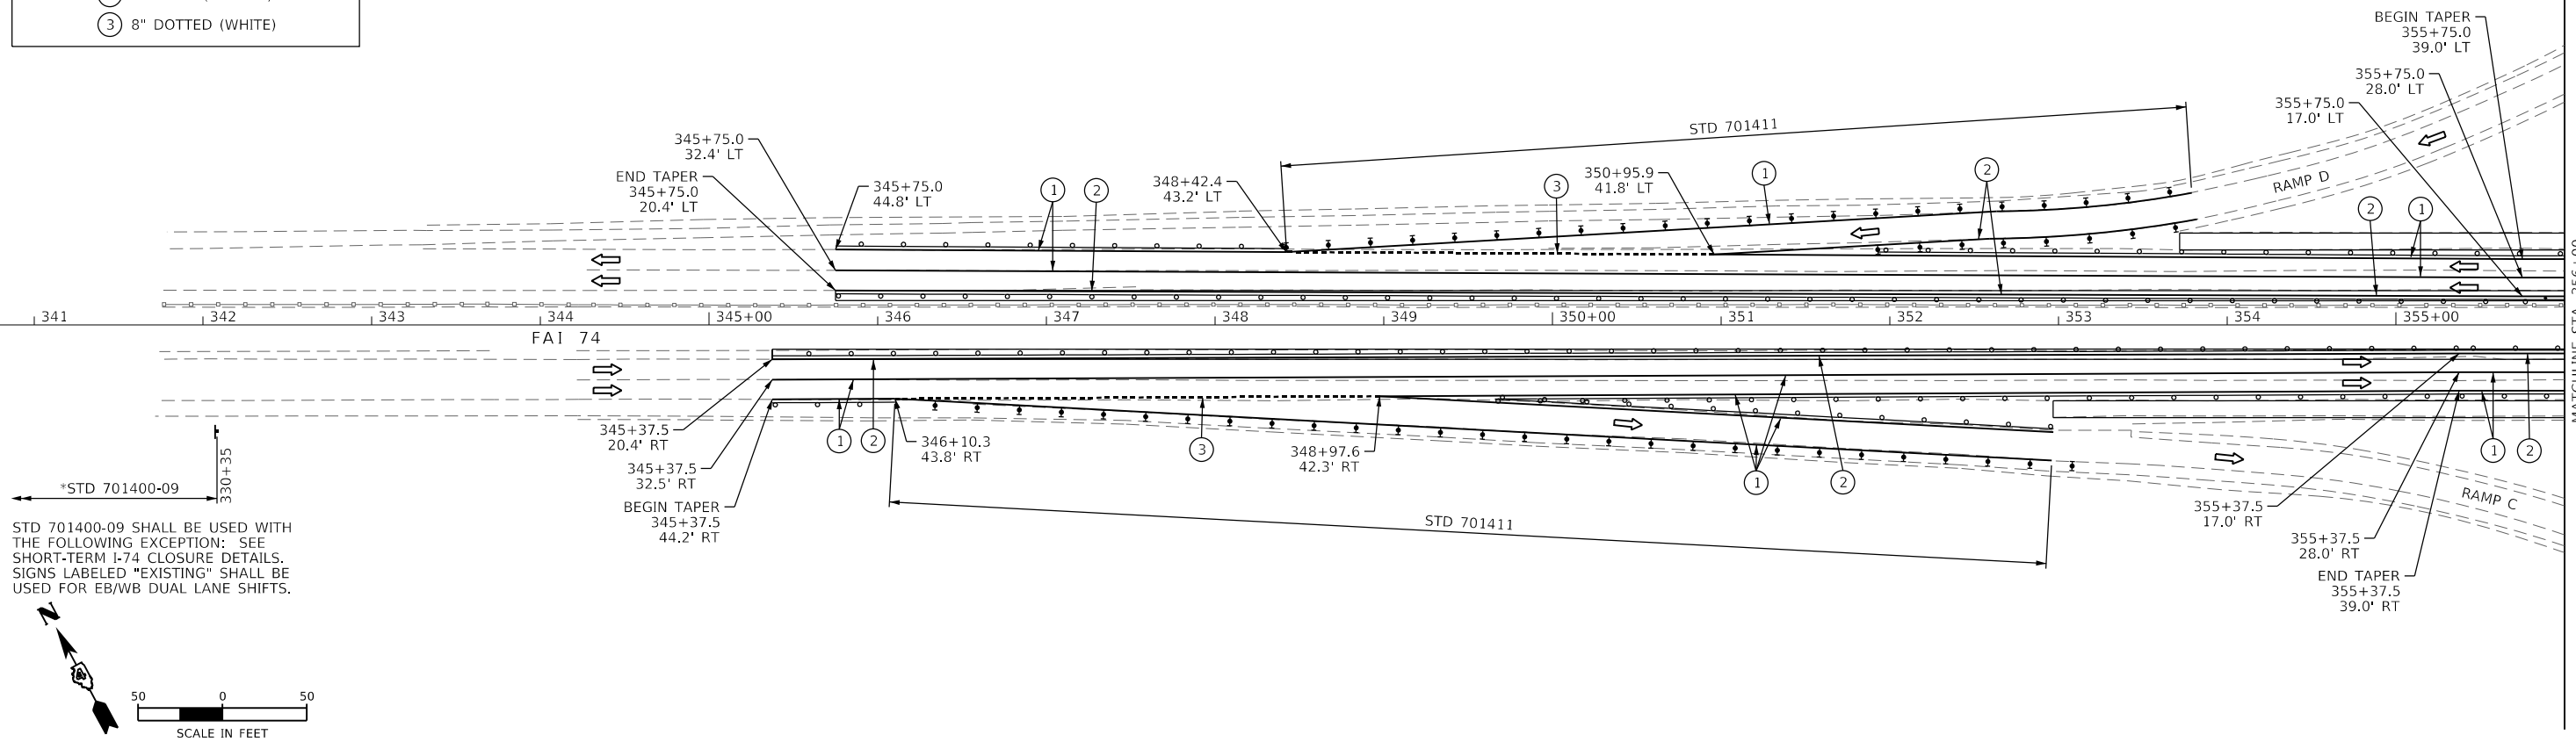 3 8" DOTTED (WHITE)
BEGIN TAPER
355+75.0
39.0' LT
355+75.0
28.0' LT
355+75.0
17.0' LT
STD 701411
345+75.0
32.4' LT
END TAPER
345+75.0
20.4' LT
345+75.0
44.8' LT
1
2
348+42.4
43.2' LT
3
350+95.9
41.8' LT
1
2
RAMP D
2
1
341
342
343
344
345+00
346
347
348
349
350+00
351
352
353
354
355+00
FAI 74
MATCHLINE STA. 356+00
345+37.5
20.4' RT
1
2
346+10.3
43.8' RT
3
348+97.6
42.3' RT
1
2
1
2
345+37.5
32.5' RT
BEGIN TAPER
345+37.5
44.2' RT
STD 701411
RAMP C
355+37.5
17.0' RT
355+37.5
28.0' RT
END TAPER
355+37.5
39.0' RT
330+35
*STD 701400-09
STD 701400-09 SHALL BE USED WITH
THE FOLLOWING EXCEPTION: SEE
SHORT-TERM I-74 CLOSURE DETAILS.
SIGNS LABELED "EXISTING" SHALL BE
USED FOR EB/WB DUAL LANE SHIFTS.
N
50 0 50
SCALE IN FEET